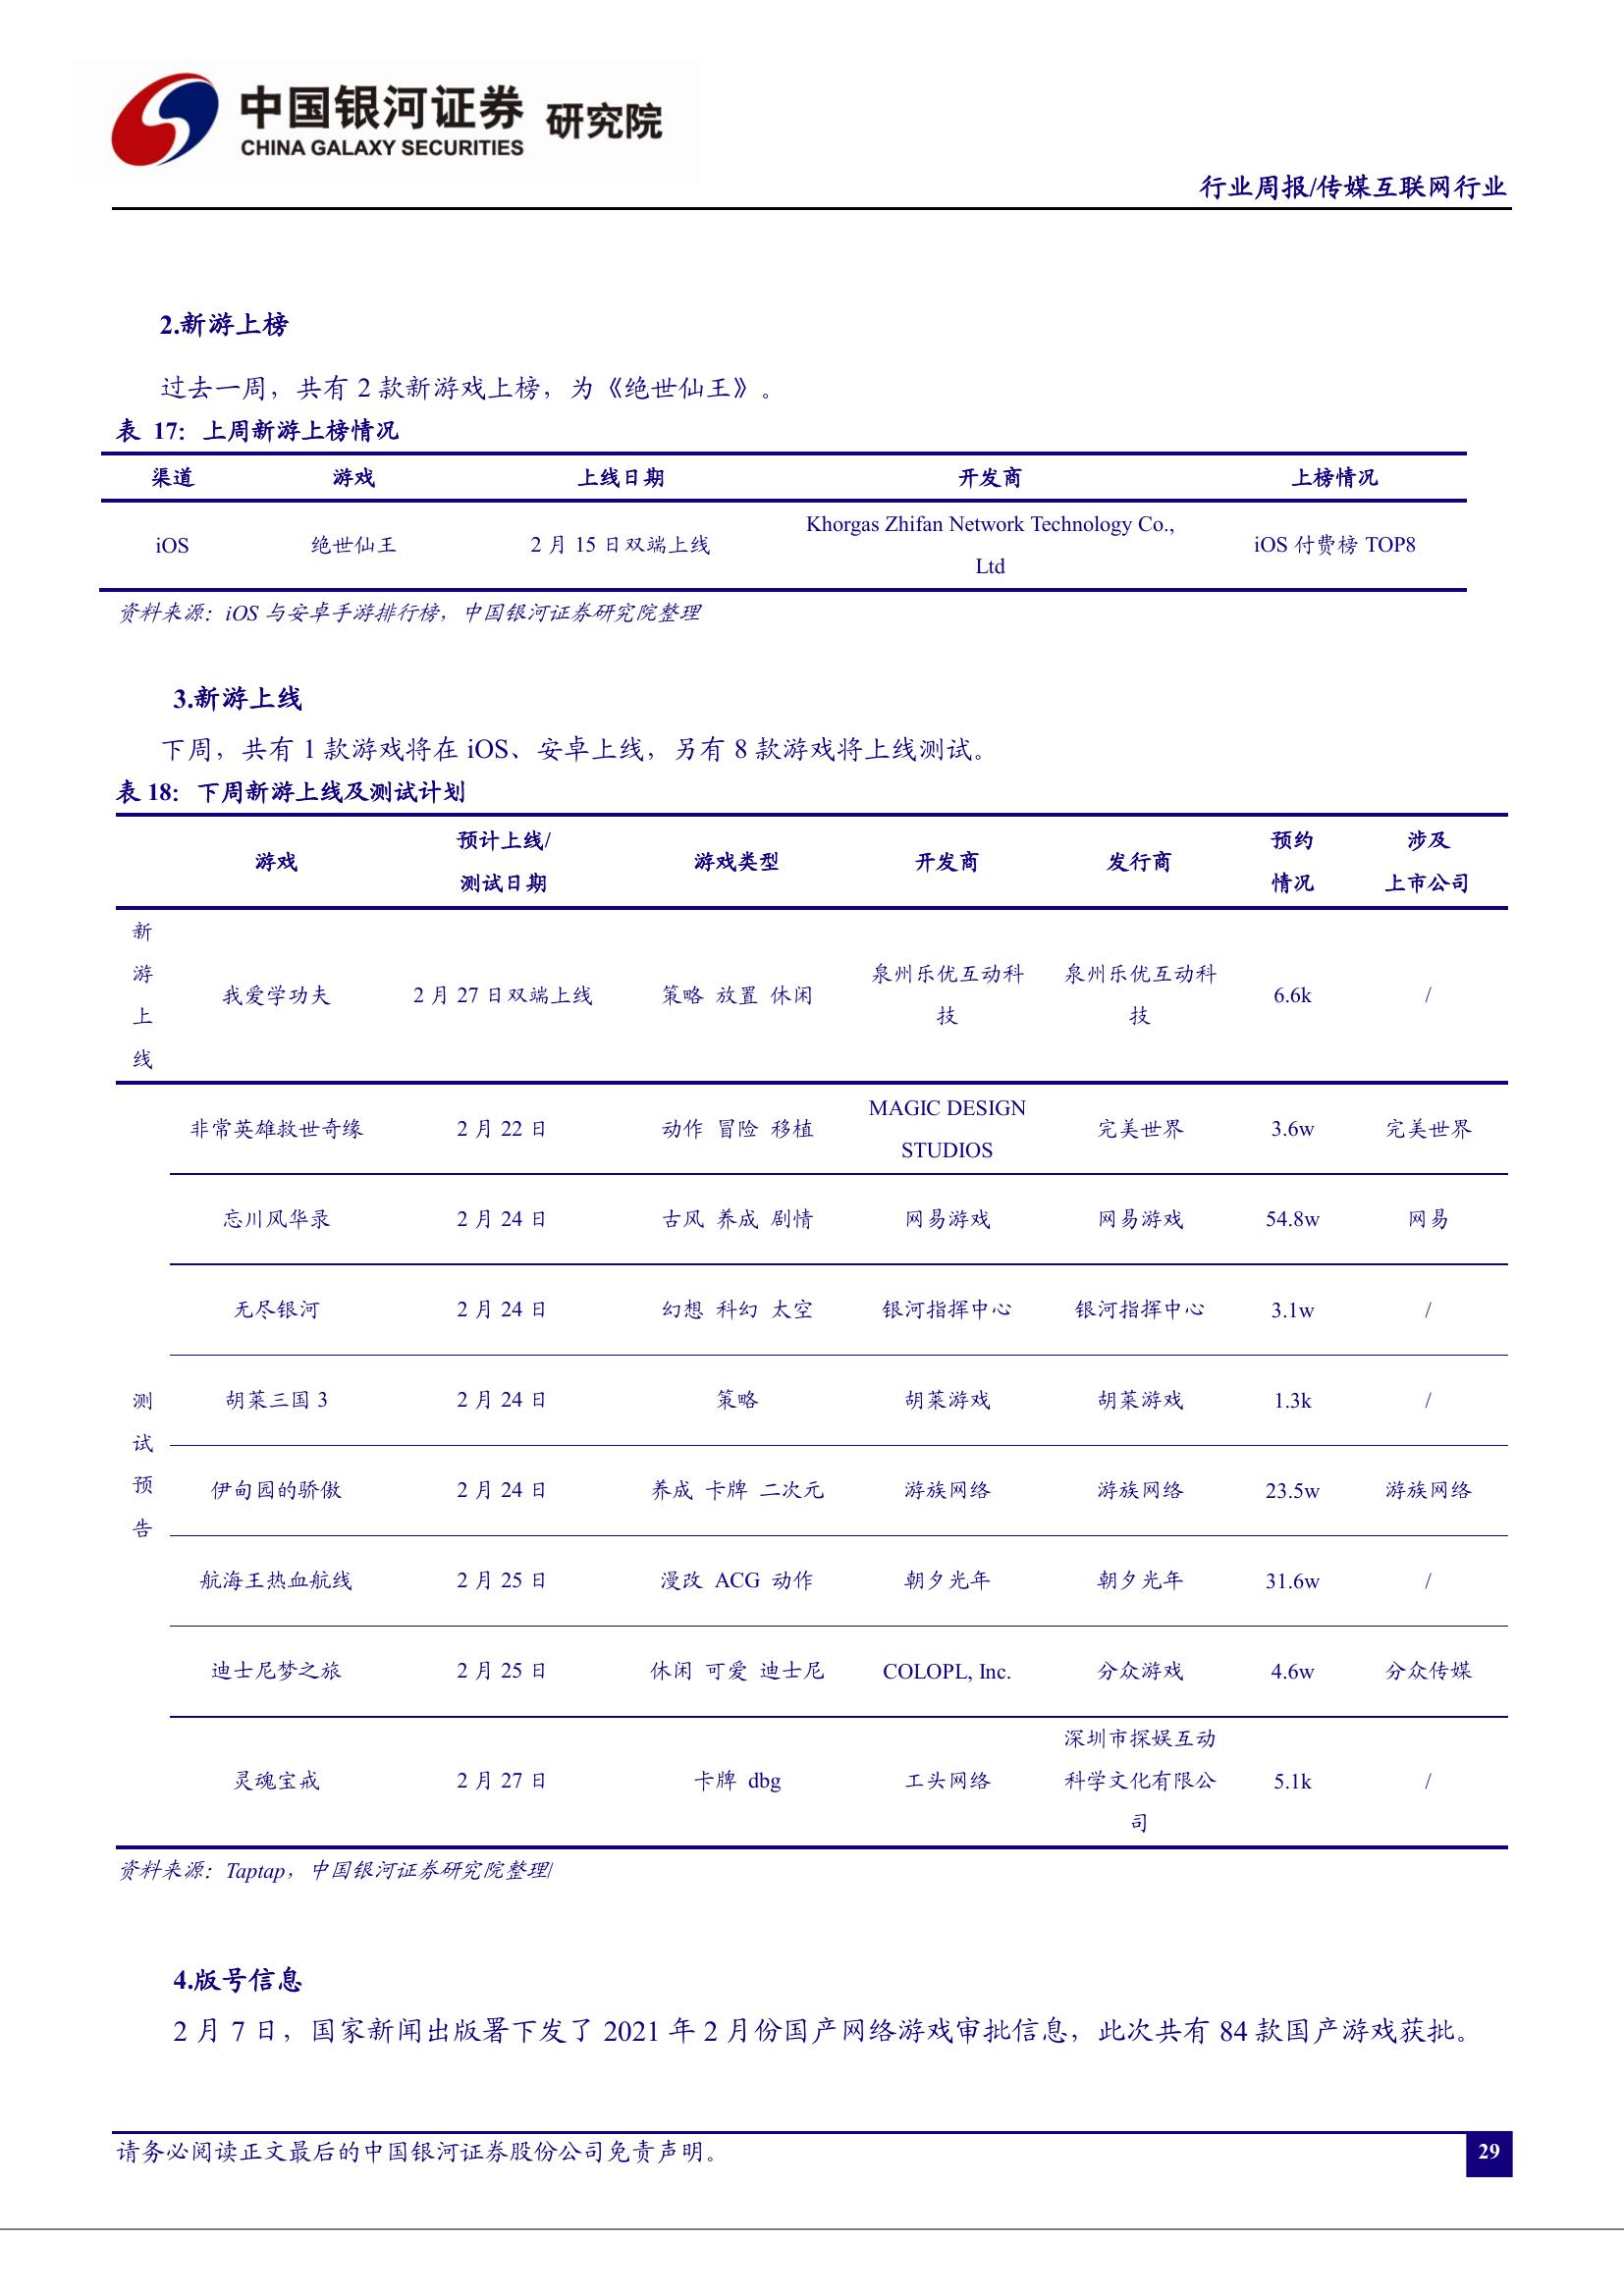 中国银河证券 研究院
CHINA GALAXY SECURITIES
行业周报/传媒互联网行业
2.新游上榜
过去一周，共有 2 款新游戏上榜，为《绝世仙王》。
表 17：上周新游上榜情况
渠道 游戏 上线日期 开发商 上榜情况
iOS 绝世仙王 2 月 15 日双端上线 Khorgas Zhifan Network Technology Co., Ltd iOS 付费榜 TOP8
资料来源：iOS 与安卓手游排行榜，中国银河证券研究院整理
3.新游上线
下周，共有 1 款游戏将在 iOS、安卓上线，另有 8 款游戏将上线测试。
表 18：下周新游上线及测试计划
游戏 预计上线/测试日期 游戏类型 开发商 发行商 预约情况 涉及上市公司
新游上线 我爱学功夫 2 月 27 日双端上线 策略 放置 休闲 泉州乐优互动科技 泉州乐优互动科技 6.6k /
测试预告
非常英雄救世奇缘 2 月 22 日 动作 冒险 移植 MAGIC DESIGN STUDIOS 完美世界 3.6w 完美世界
忘川风华录 2 月 24 日 古风 养成 剧情 网易游戏 网易游戏 54.8w 网易
无尽银河 2 月 24 日 幻想 科幻 太空 银河指挥中心 银河指挥中心 3.1w /
胡菜三国 3 2 月 24 日 策略 胡菜游戏 胡菜游戏 1.3k /
伊甸园的骄傲 2 月 24 日 养成 卡牌 二次元 游族网络 游族网络 23.5w 游族网络
航海王热血航线 2 月 25 日 漫改 ACG 动作 朝夕光年 朝夕光年 31.6w /
迪士尼梦之旅 2 月 25 日 休闲 可爱 迪士尼 COLOPL, Inc. 分众游戏 4.6w 分众传媒
灵魂宝戒 2 月 27 日 卡牌 dbg 工头网络 深圳市探娱互动科学文化有限公司 5.1k /
资料来源：Taptap，中国银河证券研究院整理/
4.版号信息
2 月 7 日，国家新闻出版署下发了 2021 年 2 月份国产网络游戏审批信息，此次共有 84 款国产游戏获批。
请务必阅读正文最后的中国银河证券股份公司免责声明。
29